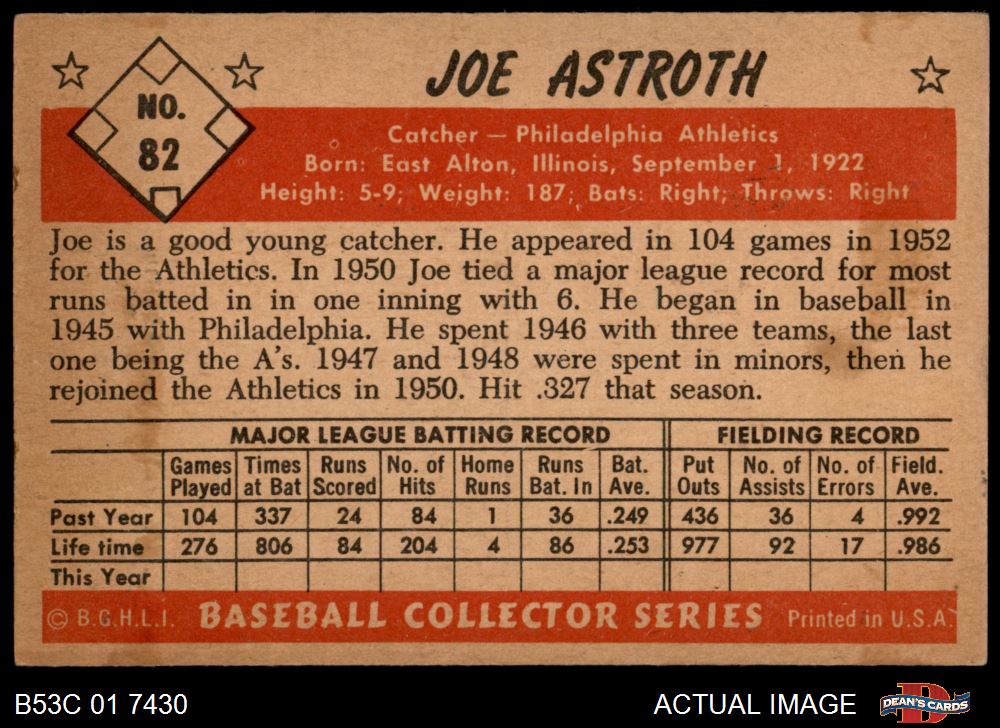 JOE ASTROTH
NO.
82
Catcher — Philadelphia Athletics
Born: East Alton, Illinois, September 1, 1922
Height: 5-9; Weight: 187; Bats: Right; Throws: Right
Joe is a good young catcher. He appeared in 104 games in 1952
for the Athletics. In 1950 Joe tied a major league record for most
runs batted in in one inning with 6. He began in baseball in
1945 with Philadelphia. He spent 1946 with three teams, the last
one being the A's. 1947 and 1948 were spent in minors, then he
rejoined the Athletics in 1950. Hit .327 that season.
MAJOR LEAGUE BATTING RECORD FIELDING RECORD
Games Times Runs No. of Home Runs Bat. Put No. of No. of Field.
Played at Bat Scored Hits Runs Bat. In Ave. Outs Assists Errors Ave.
Past Year 104 337 24 84 1 36 .249 436 36 4 .992
Life time 276 806 84 204 4 86 .253 977 92 17 .986
This Year
© B.G.H.L.I. BASEBALL COLLECTOR SERIES Printed in U.S.A.
B53C 01 7430 ACTUAL IMAGE DEAN'S CARDS